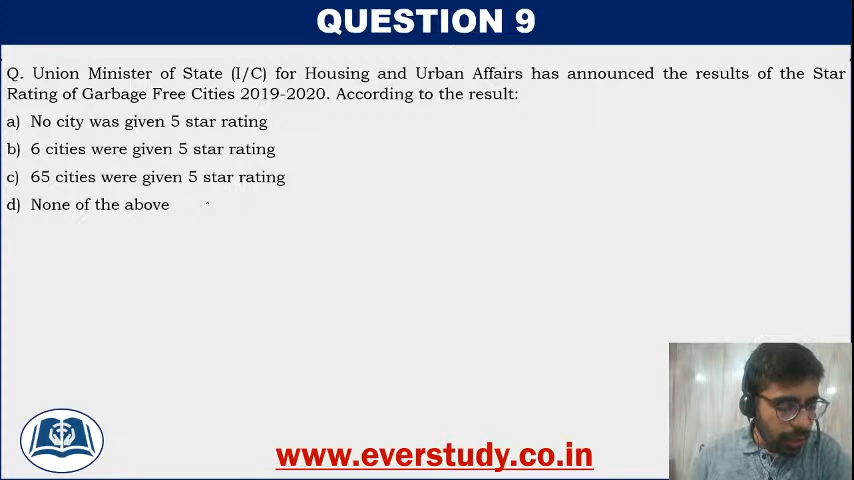 QUESTION 9
Q. Union Minister of State (I/C) for Housing and Urban Affairs has announced the results of the Star
Rating of Garbage Free Cities 2019-2020. According to the result:
a) No city was given 5 star rating
b) 6 cities were given 5 star rating
c) 65 cities were given 5 star rating
d) None of the above
www.everstudy.co.in